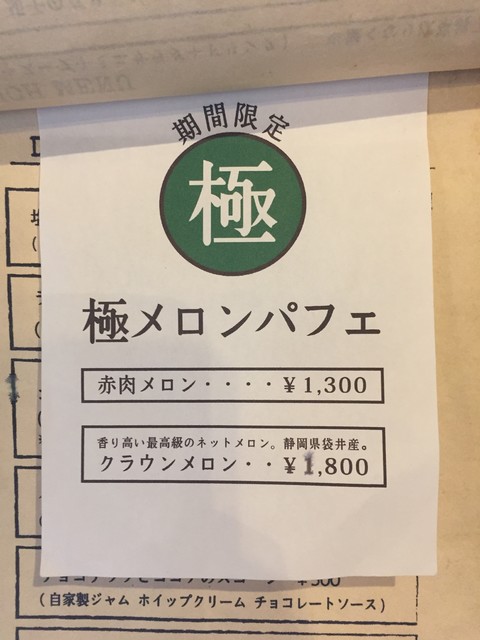 期間限定
極
極メロンパフェ
赤肉メロン・・・・¥1,300
香り高い最高級のネットメロン。静岡県袋井産。
クラウンメロン・・¥1,800
(自家製ジャム ホイップクリーム チョコレートソース)